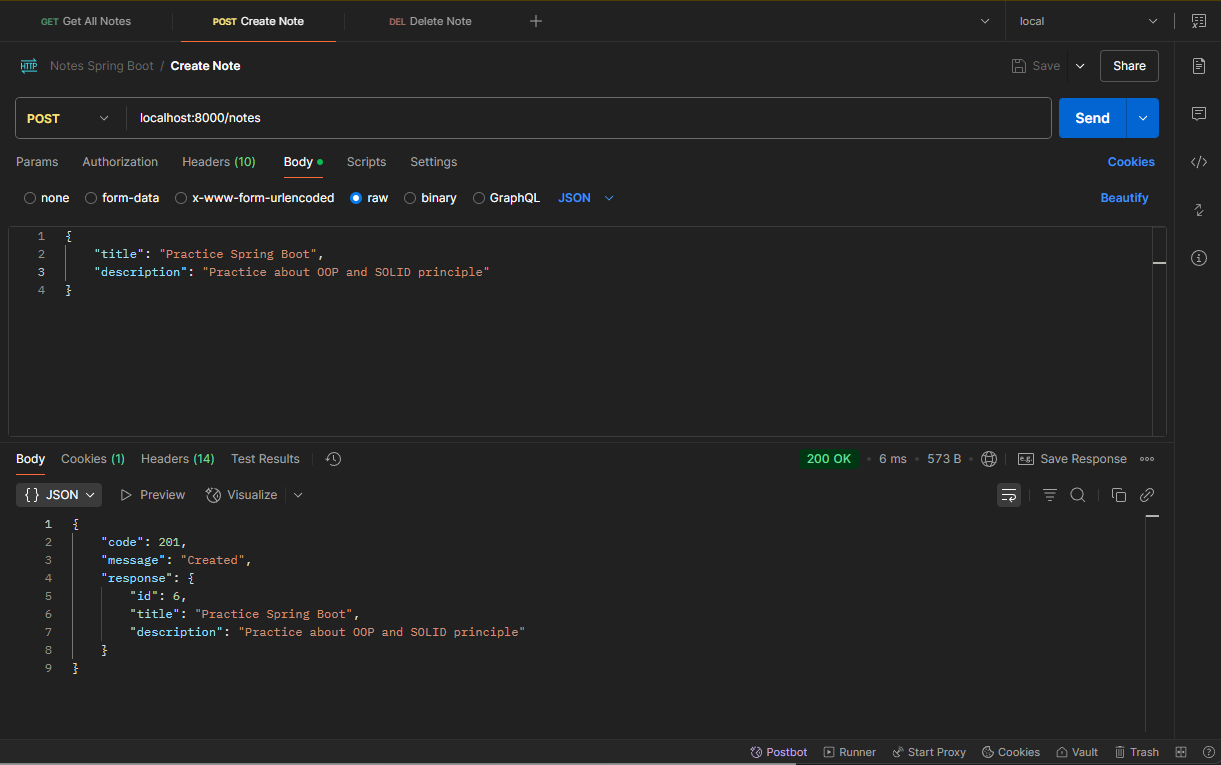 GET Get All Notes POST Create Note DEL Delete Note local
HTTP Notes Spring Boot / Create Note Save Share
POST localhost:8000/notes Send
Params Authorization Headers (10) Body Scripts Settings Cookies
none form-data x-www-form-urlencoded raw binary GraphQL JSON Beautify
1 {
2 "title": "Practice Spring Boot",
3 "description": "Practice about OOP and SOLID principle"
4 }
Body Cookies (1) Headers (14) Test Results 200 OK 6 ms 573 B e.g. Save Response
{} JSON Preview Visualize
1 {
2 "code": 201,
3 "message": "Created",
4 "response": {
5 "id": 6,
6 "title": "Practice Spring Boot",
7 "description": "Practice about OOP and SOLID principle"
8 }
9 }
Postbot Runner Start Proxy Cookies Vault Trash